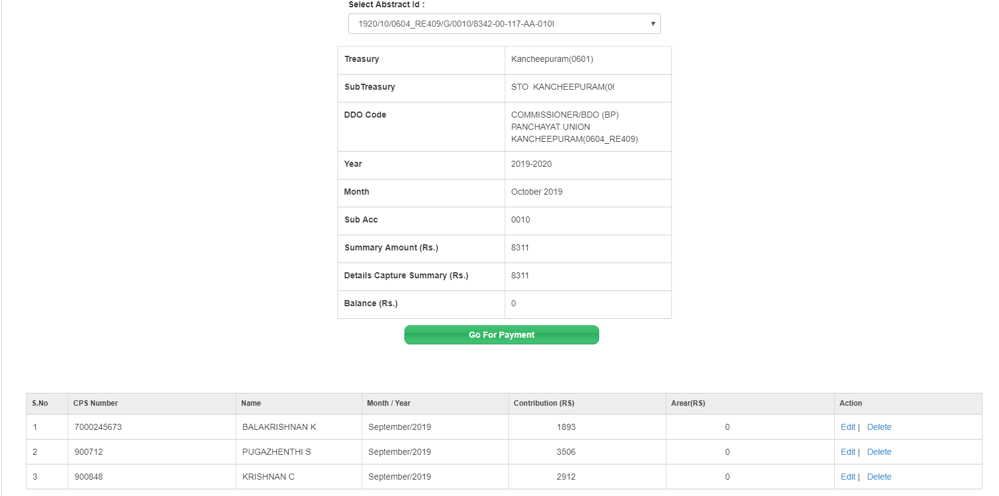 Select Abstract Id :
1920/10/0604_RE409/G/0010/8342-00-117-AA-010I
Treasury Kancheepuram(0601)
SubTreasury STO KANCHEEPURAM(06
DDO Code COMMISSIONER/BDO (BP)
PANCHAYAT UNION
KANCHEEPURAM(0604_RE409)
Year 2019-2020
Month October 2019
Sub Acc 0010
Summary Amount (Rs.) 8311
Details Capture Summary (Rs.) 8311
Balance (Rs.) 0
Go For Payment
S.No CPS Number Name Month / Year Contribution (RS) Arear(RS) Action
1 7000245673 BALAKRISHNAN K September/2019 1893 0 Edit | Delete
2 900712 PUGAZHENTHI S September/2019 3506 0 Edit | Delete
3 900848 KRISHNAN C September/2019 2912 0 Edit | Delete